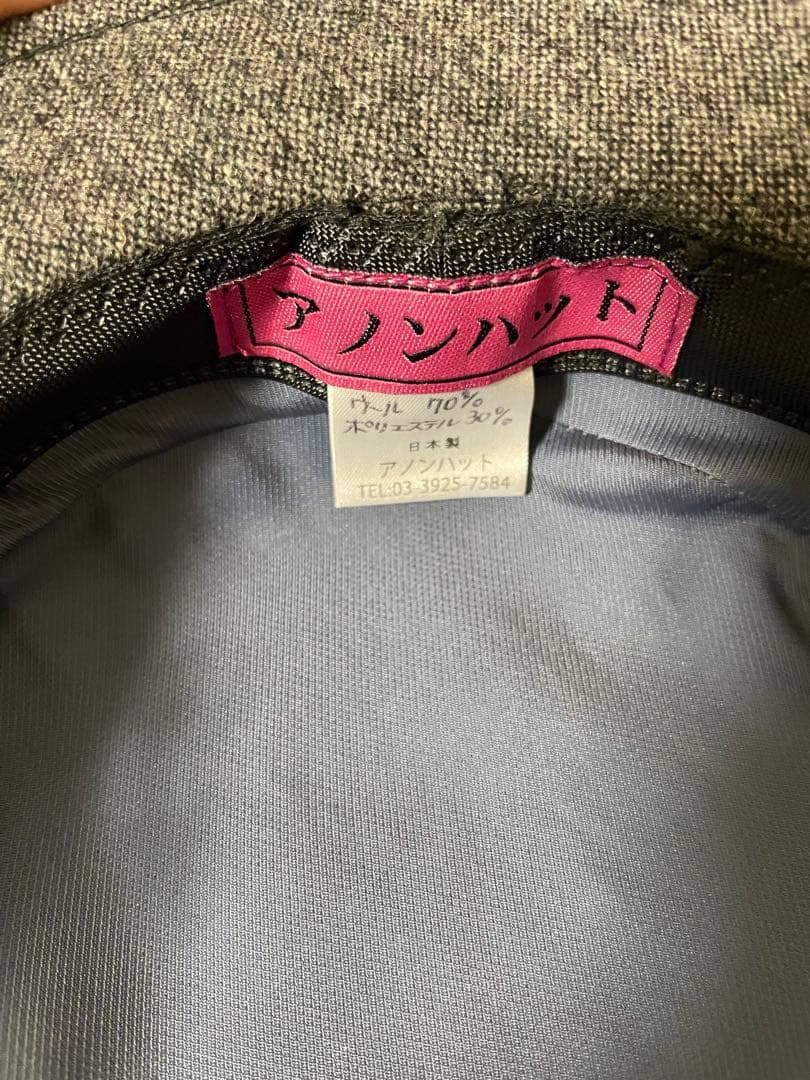 アノンハット
ウール 70%
ポリエステル 30%
日本製
アノンハット
TEL:03-3925-7584